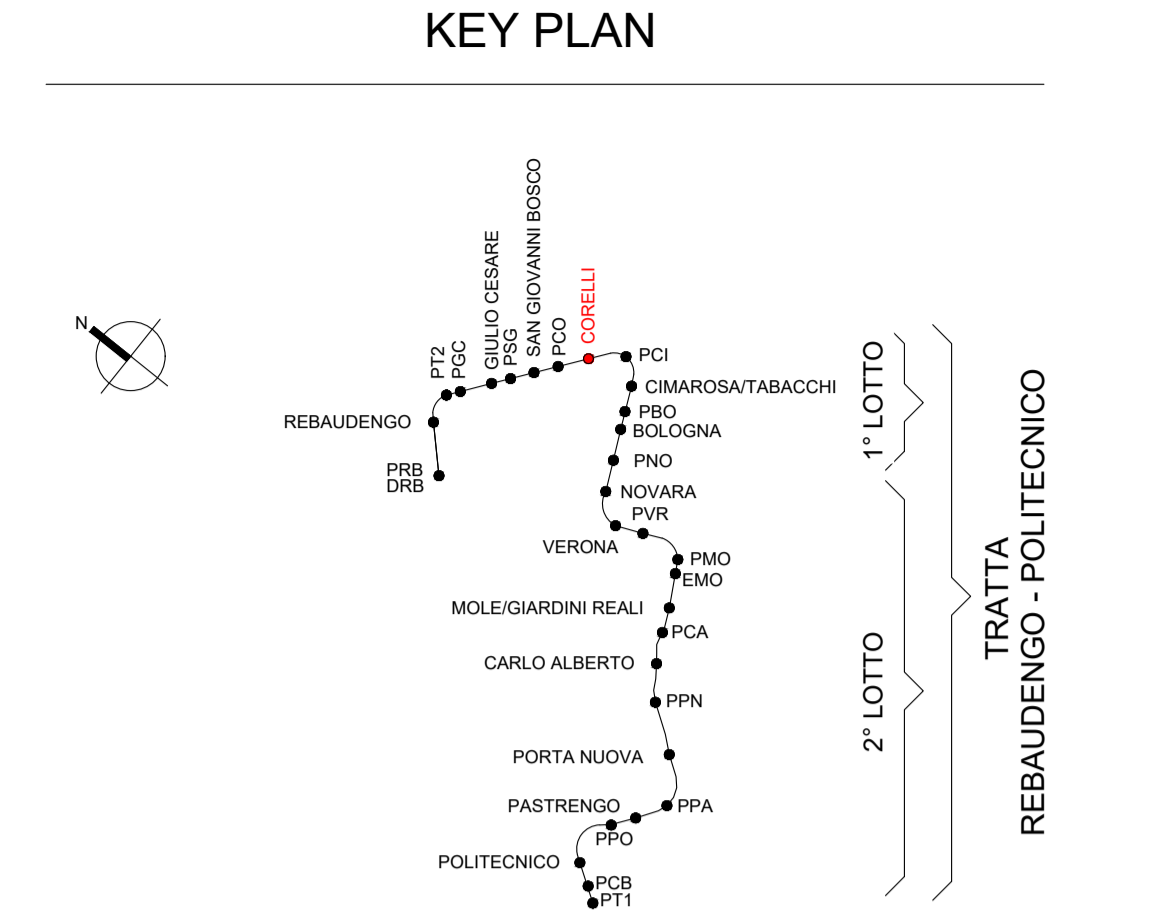 KEY PLAN
N
PT2
PGC
GIULIO CESARE
PSG
SAN GIOVANNI BOSCO
PCO
CORELLI
PCI
CIMAROSA/TABACCHI
PBO
BOLOGNA
REBAUDENGO
PRB
DRB
PNO
NOVARA
PVR
VERONA
PMO
EMO
MOLE/GIARDINI REALI
PCA
CARLO ALBERTO
PPN
PORTA NUOVA
PASTRENGO
PPA
PPO
POLITECNICO
PCB
PT1
1° LOTTO
2° LOTTO
TRATTA
REBAUDENGO - POLITECNICO